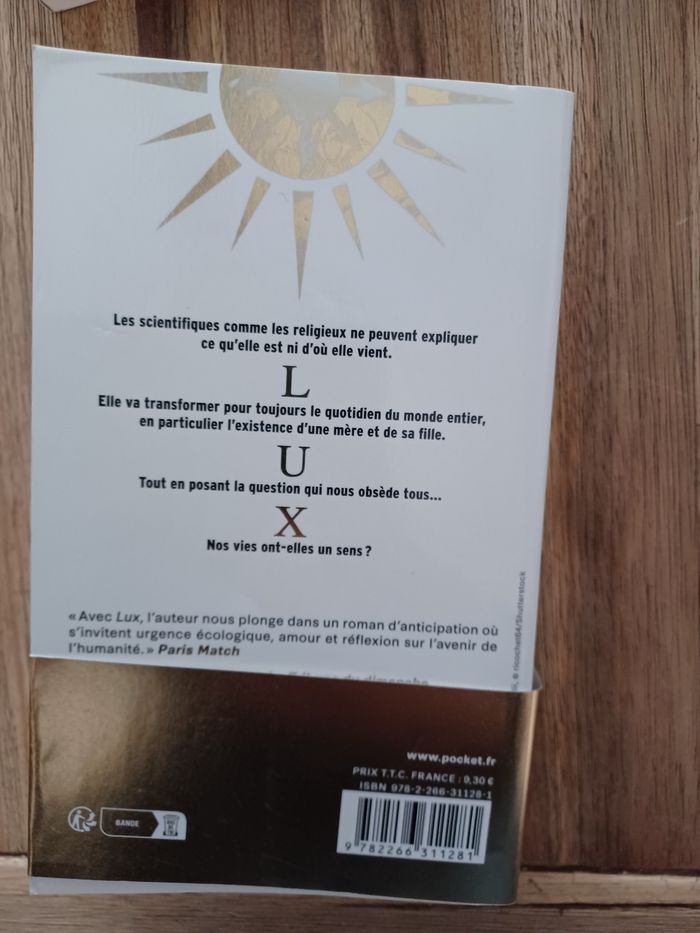 Les scientifiques comme les religieux ne peuvent expliquer
ce qu'elle est ni d'où elle vient.
L
Elle va transformer pour toujours le quotidien du monde entier,
en particulier l'existence d'une mère et de sa fille.
U
Tout en posant la question qui nous obsède tous...
X
Nos vies ont-elles un sens ?
« Avec Lux, l'auteur nous plonge dans un roman d'anticipation où
s'invitent urgence écologique, amour et réflexion sur l'avenir de
l'humanité. » Paris Match
du dimanche
© ricochet64/Shutterstock
www.pocket.fr
PRIX T.T.C. FRANCE : 9,30 €
ISBN 978-2-266-31128-1
BANDE
9 782266 311281